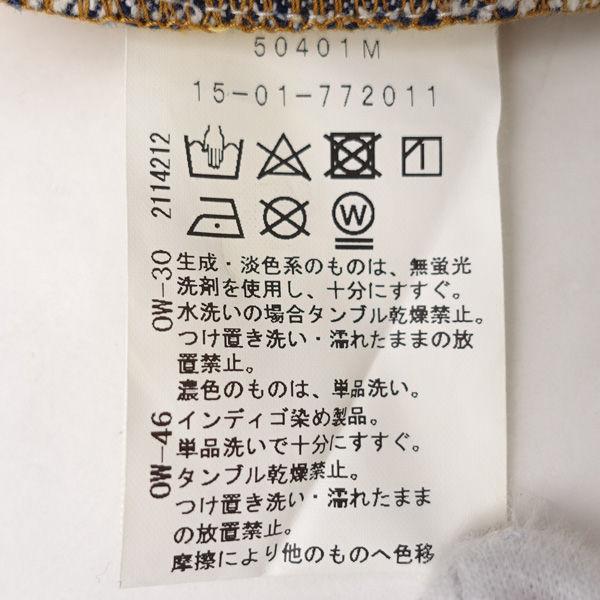 50401M
15-01-772011
2114212
W
OW-30
生成・淡色系のものは、無蛍光
洗剤を使用し、十分にすすぐ。
水洗いの場合タンブル乾燥禁止。
つけ置き洗い・濡れたままの放
置禁止。
濃色のものは、単品洗い。
OW-46
インディゴ染め製品。
単品洗いで十分にすすぐ。
タンブル乾燥禁止。
つけ置き洗い・濡れたまま
の放置禁止。
摩擦により他のものへ色移